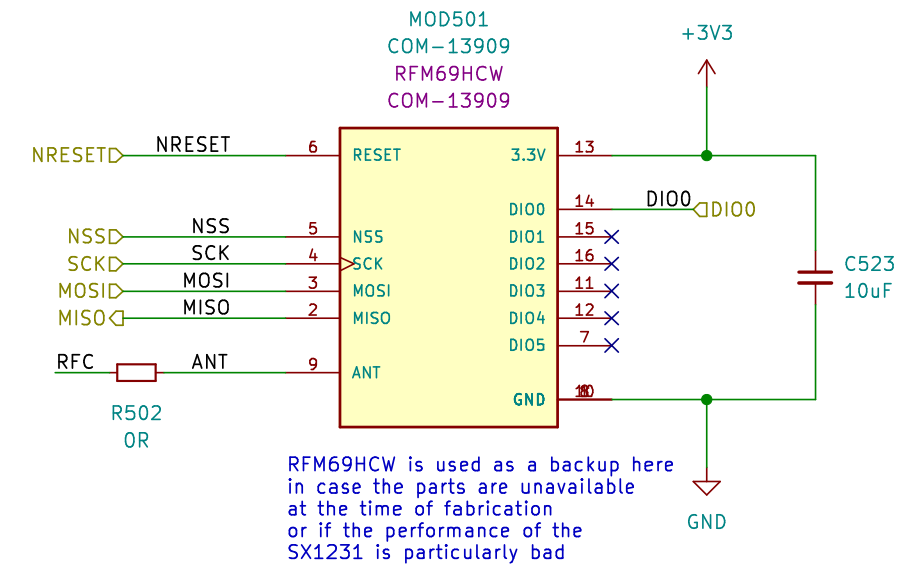 MOD501
COM-13909
RFM69HCW
COM-13909
+3V3
NRESET NRESET 6 RESET 3.3V 13
DIO0 14 DIO0 DIO0
NSS NSS 5 NSS DIO1 15
SCK SCK 4 SCK DIO2 16
MOSI MOSI 3 MOSI DIO3 11
MISO MISO 2 MISO DIO4 12
DIO5 7
C523
10uF
RFC ANT 9 ANT
GND
R502
0R
GND
RFM69HCW is used as a backup here
in case the parts are unavailable
at the time of fabrication
or if the performance of the
SX1231 is particularly bad